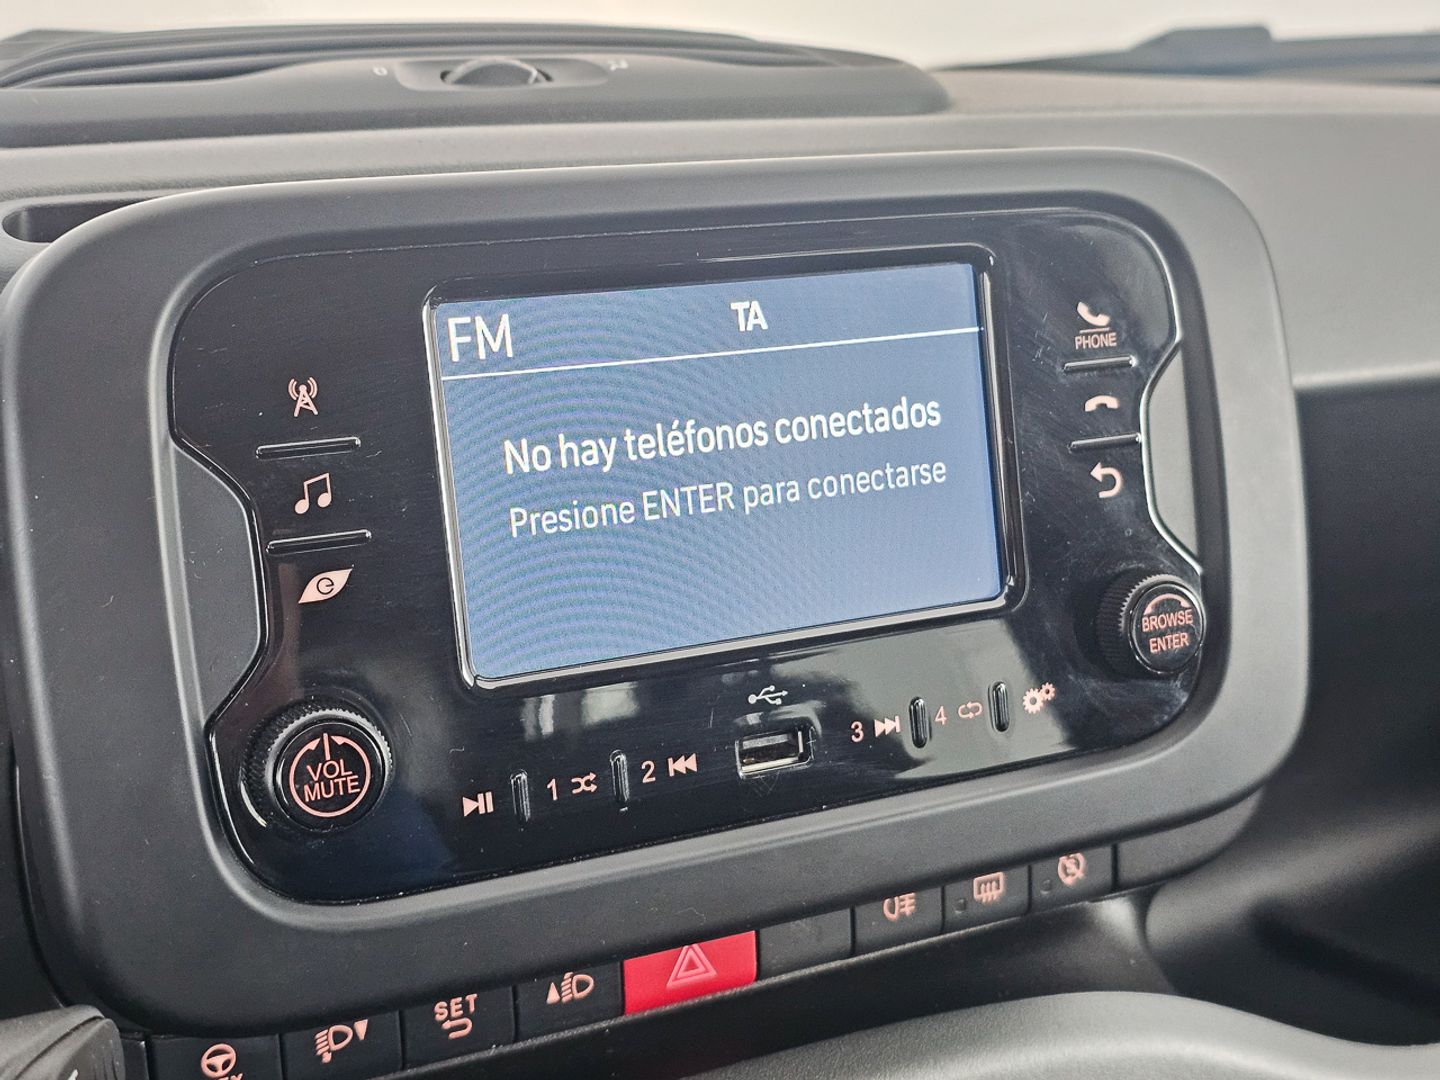 FM TA
No hay teléfonos conectados
Presione ENTER para conectarse
PHONE
BROWSE
ENTER
VOL
MUTE
1
2
3
4
SET